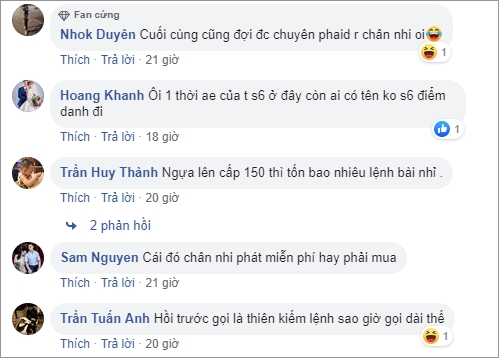 Fan cứng
Nhok Duyên Cuối cùng cũng đợi đc chuyên phaid r chân nhi oi😂
1
Thích · Trả lời · 21 giờ
Hoang Khanh Ôi 1 thời ae của t s6 ở đây còn ai có tên ko s6 điểm
danh đi
1
Thích · Trả lời · 18 giờ
Trần Huy Thành Ngựa lên cấp 150 thì tốn bao nhiêu lệnh bài nhỉ .
Thích · Trả lời · 20 giờ
2 phản hồi
Sam Nguyen Cái đó chân nhi phát miễn phí hay phải mua
Thích · Trả lời · 21 giờ
Trần Tuấn Anh Hồi trước gọi là thiên kiếm lệnh sao giờ gọi dài thế
1
Thích · Trả lời · 20 giờ